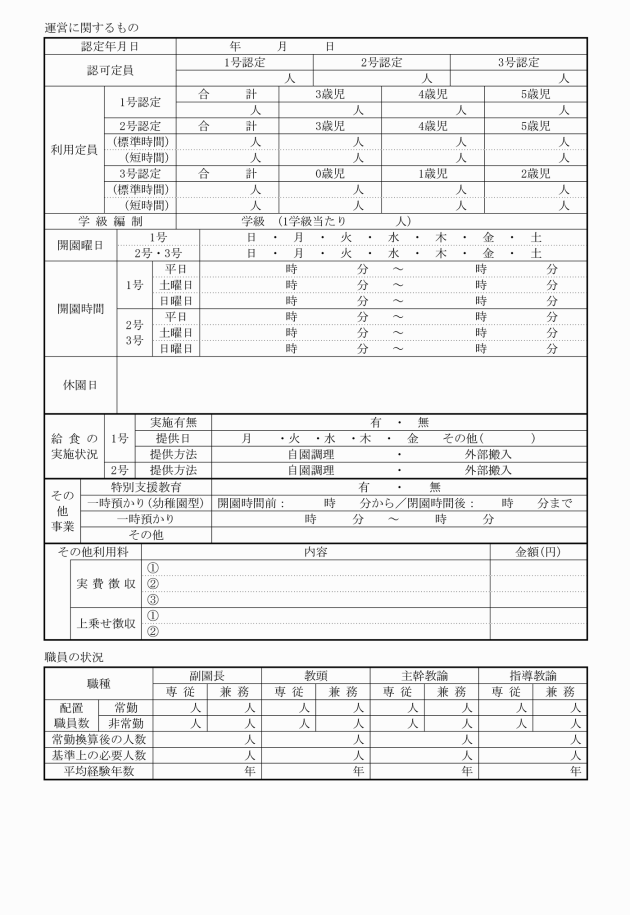 運営に関するもの
認定年月日 年 月 日
認可定員 1号認定 2号認定 3号認定
人 人 人
利用定員 1号認定 合 計 3歳児 4歳児 5歳児
人 人 人 人
2号認定 合 計 3歳児 4歳児 5歳児
(標準時間) 人 人 人 人
(短時間) 人 人 人 人
3号認定 合 計 0歳児 1歳児 2歳児
(標準時間) 人 人 人 人
(短時間) 人 人 人 人
学級編制 学級 (1学級当たり 人)
開園曜日 1号 日・月・火・水・木・金・土
2号・3号 日・月・火・水・木・金・土
開園時間 1号 平日 時 分 ～ 時 分
土曜日 時 分 ～ 時 分
日曜日 時 分 ～ 時 分
2号 3号 平日 時 分 ～ 時 分
土曜日 時 分 ～ 時 分
日曜日 時 分 ～ 時 分
休園日
給食の実施状況 1号 実施有無 有・無
提供日 月・火・水・木・金 その他( )
提供方法 自園調理・外部搬入
2号 提供方法 自園調理・外部搬入
その他事業 特別支援教育 有・無
一時預かり(幼稚園型) 開園時間前： 時 分から／閉園時間後： 時 分まで
一時預かり 時 分 ～ 時 分
その他
その他利用料 内容 金額(円)
実費徴収 ①
②
③
上乗せ徴収 ①
②
職員の状況
職種 副園長 教頭 主幹教諭 指導教諭
専従 兼務 専従 兼務 専従 兼務 専従 兼務
配置職員数 常勤 人 人 人 人 人 人 人 人
非常勤 人 人 人 人 人 人 人 人
常勤換算後の人数 人 人 人 人
基準上の必要人数 人 人 人 人
平均経験年数 年 年 年 年